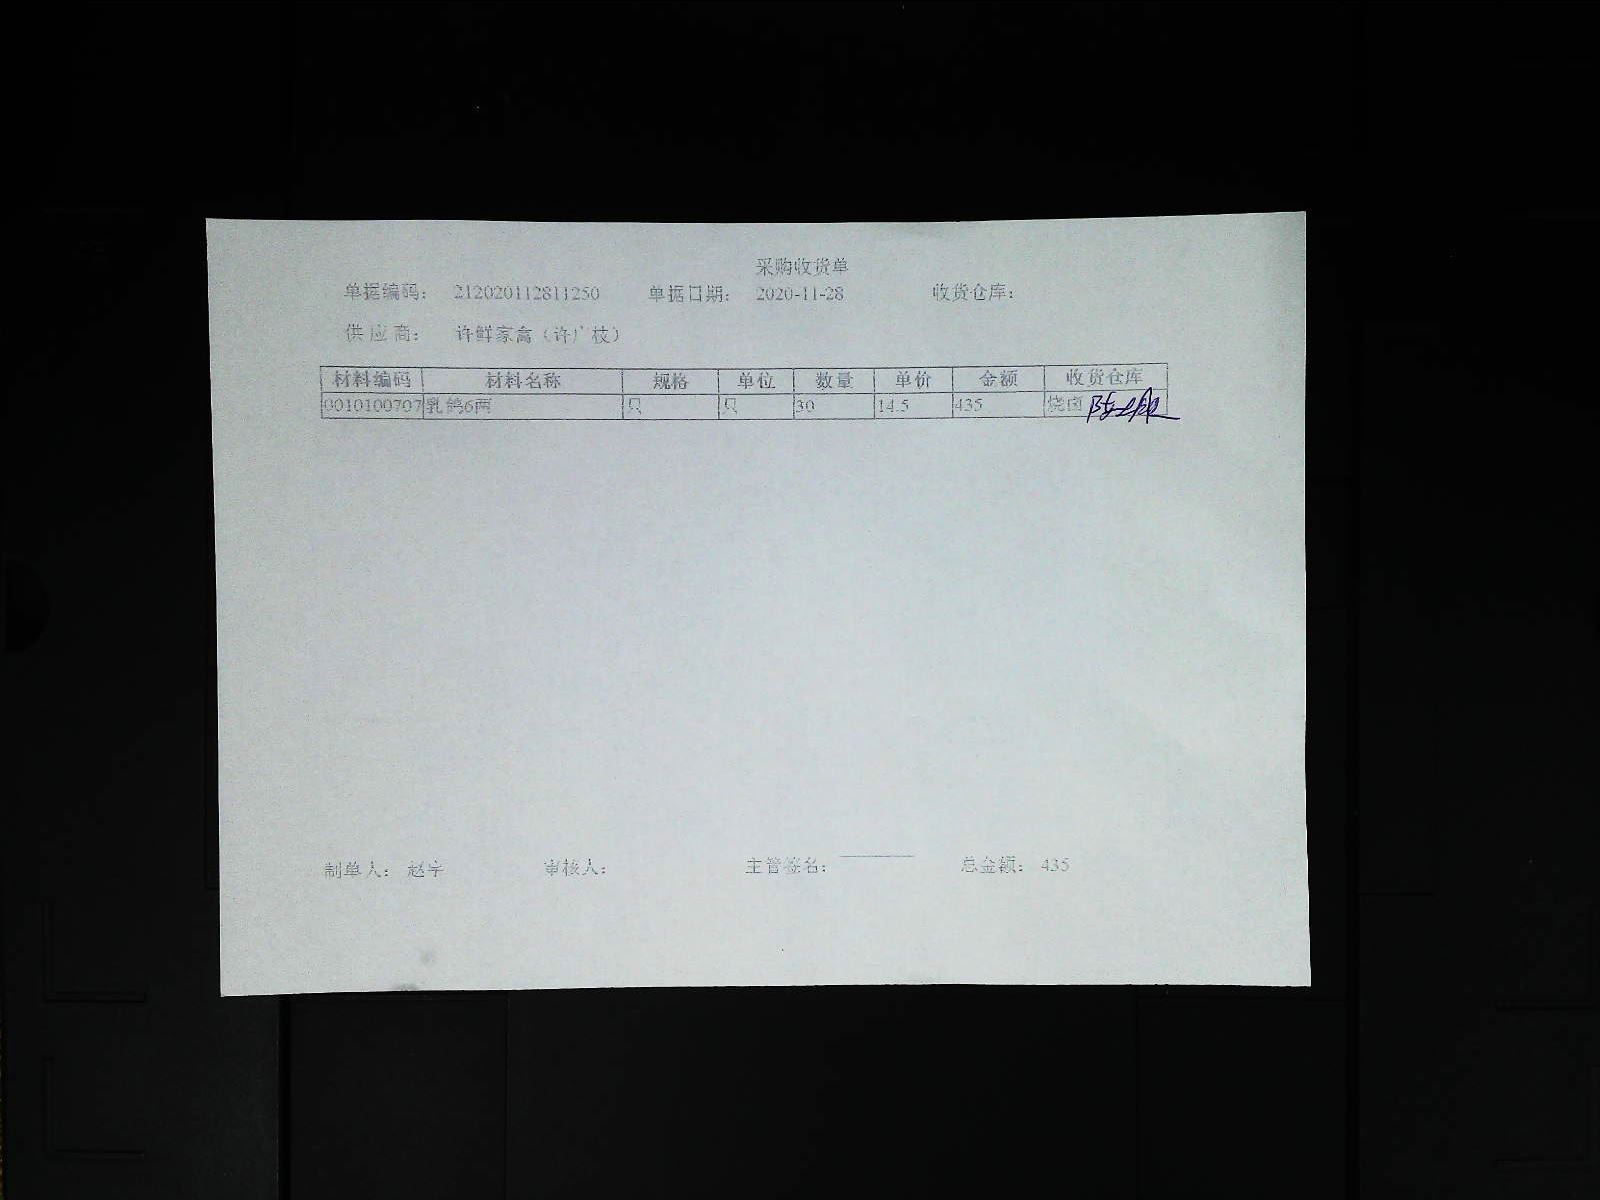 采购收货单
单据编码： 212020112811250 单据日期： 2020-11-28 收货仓库：
供应商： 许鲜家禽（许广枝）
材料编码 材料名称 规格 单位 数量 单价 金额 收货仓库
0010100707 乳鸽6两 只 只 30 14.5 435 烧卤
制单人： 赵宇 审核人： 主管签名： 总金额： 435